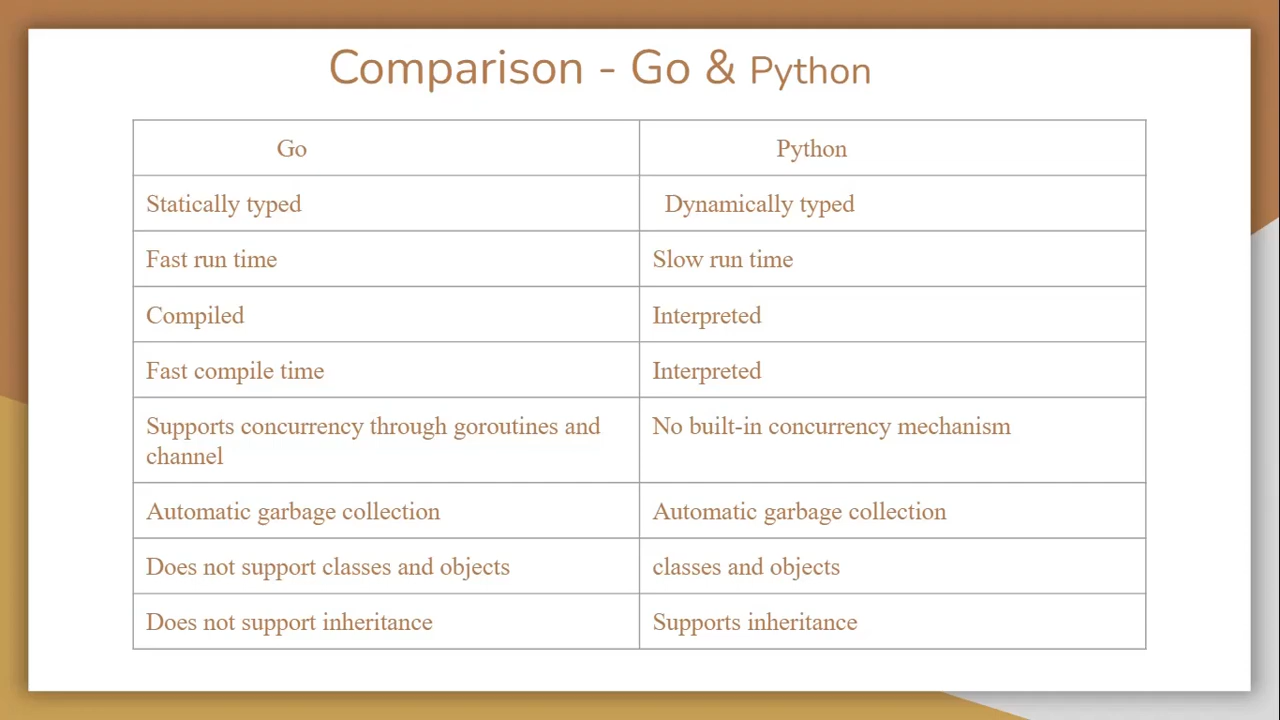 Comparison - Go & Python
Go
Python
Statically typed
Dynamically typed
Fast run time
Slow run time
Compiled
Interpreted
Fast compile time
Interpreted
Supports concurrency through goroutines and
channel
No built-in concurrency mechanism
Automatic garbage collection
Automatic garbage collection
Does not support classes and objects
classes and objects
Does not support inheritance
Supports inheritance